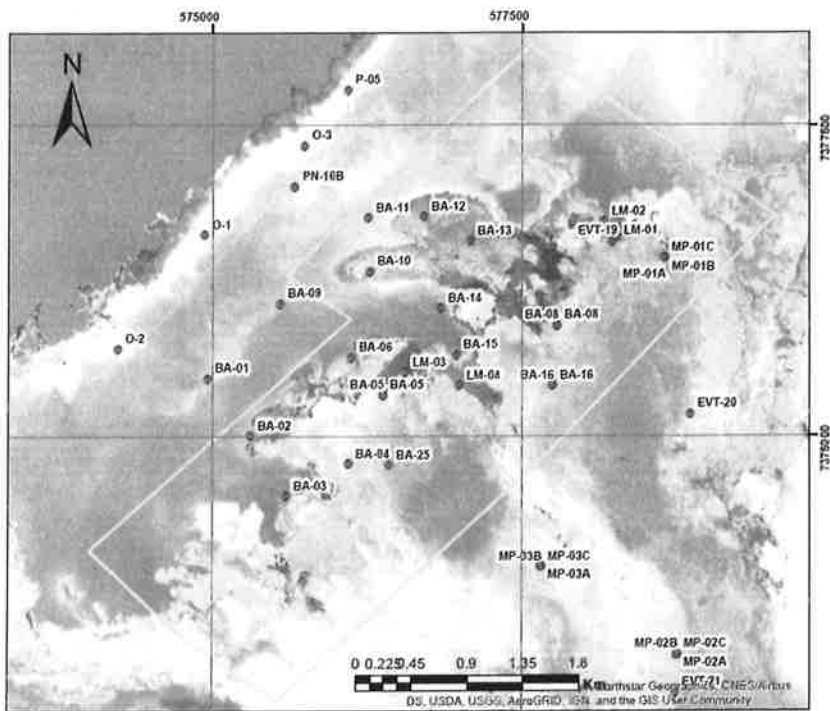 575000 577500
N
P-05
7377500
O-3
PN-16B
BA-11 BA-12 LM-02
O-1 BA-13 EVT-19 LM-01
MP-01C
BA-10 MP-01A MP-01B
BA-09 BA-14
BA-08 BA-08
O-2 BA-06 BA-15
BA-01 LM-03 LM-04 BA-16 BA-16
BA-05 BA-05
EVT-20
BA-02
7375000
BA-04 BA-25
BA-03
MP-03B MP-03C
MP-03A
MP-02B MP-02C
MP-02A
0 0.225 0.45 0.9 1.35 1.8
EVT-21
Earthstar Geographics, CNES/Airbus
DS, USDA, USGS, AeroGRID, IGN, and the GIS User Community